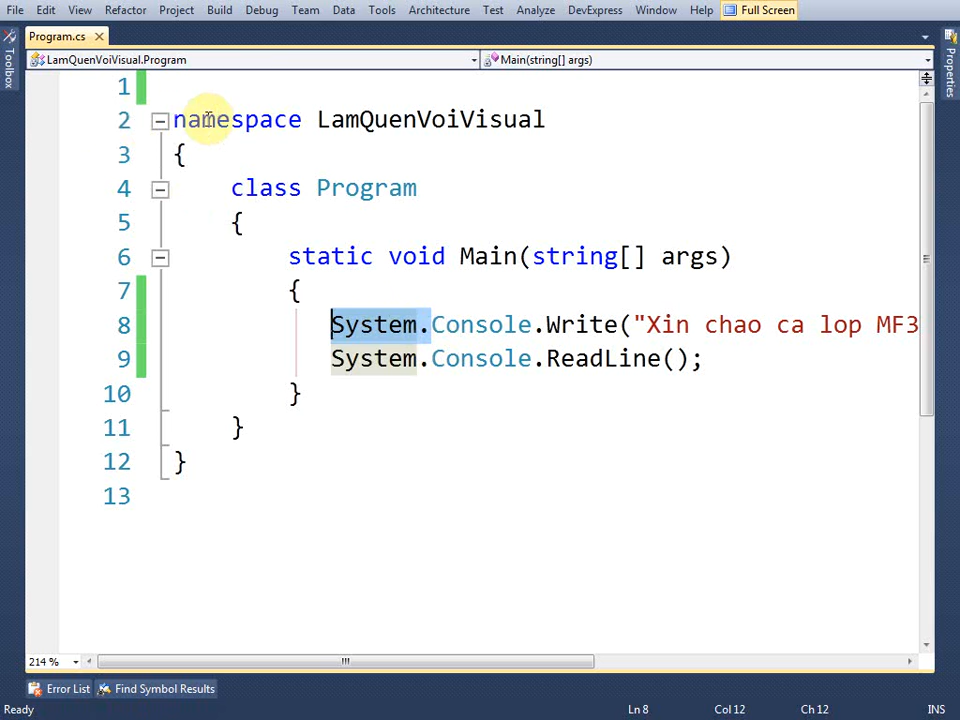 File Edit View Refactor Project Build Debug Team Data Tools Architecture Test Analyze DevExpress Window Help Full Screen
Program.cs
LamQuenVoiVisual.Program Main(string[] args)
Toolbox
Properties
1
2 namespace LamQuenVoiVisual
3 {
4 class Program
5 {
6 static void Main(string[] args)
7 {
8 System.Console.Write("Xin chao ca lop MF3
9 System.Console.ReadLine();
10 }
11 }
12 }
13
214 %
Error List Find Symbol Results
Ready Ln 8 Col 12 Ch 12 INS